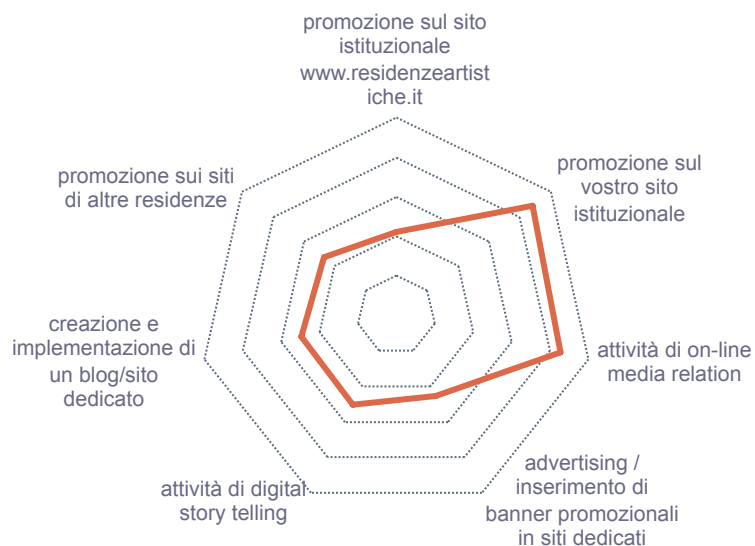 promozione sul sito
istituzionale
www.residenzeartist
iche.it
promozione sul
vostro sito
istituzionale
attività di on-line
media relation
advertising /
inserimento di
banner promozionali
in siti dedicati
attività di digital
story telling
creazione e
implementazione di
un blog/sito
dedicato
promozione sui siti
di altre residenze